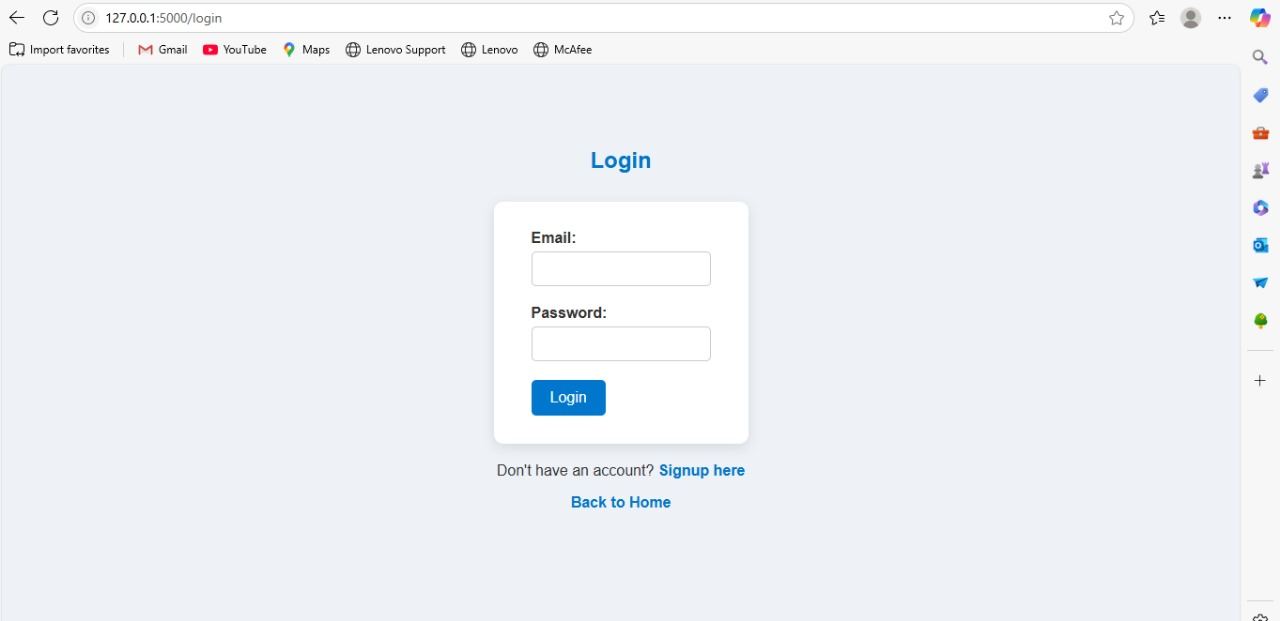 127.0.0.1:5000/login
Import favorites Gmail YouTube Maps Lenovo Support Lenovo McAfee
Login
Email:
Password:
Login
Don't have an account? Signup here
Back to Home